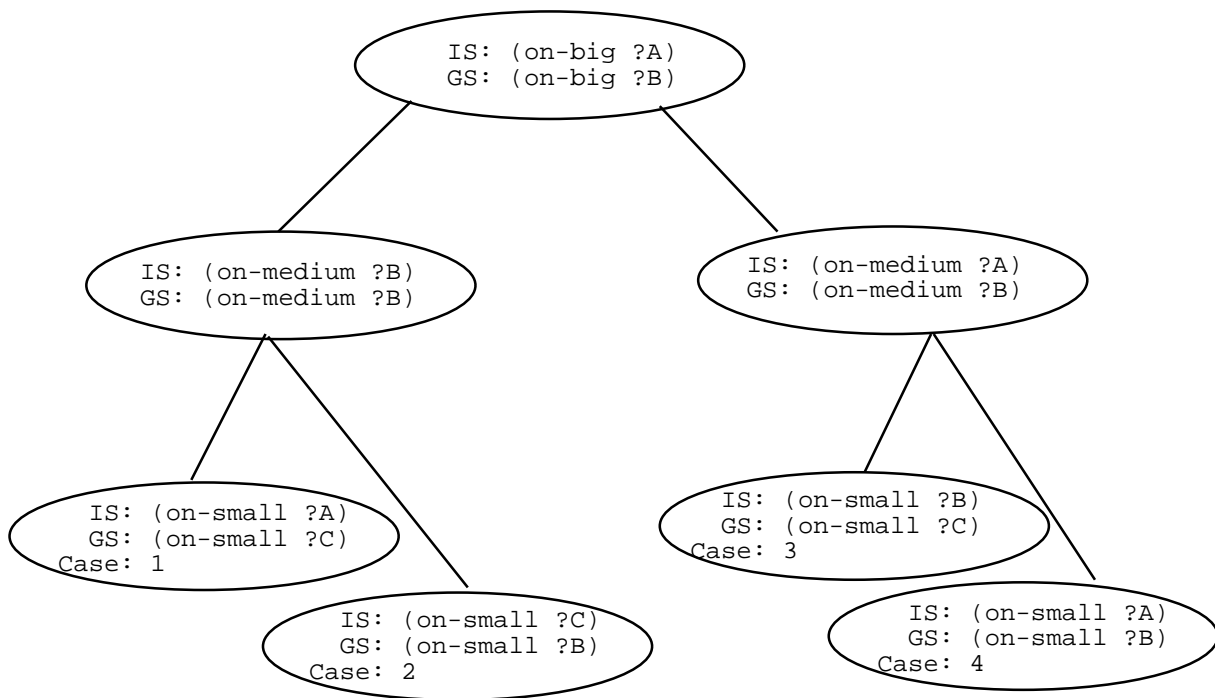 IS: (on-big ?A)
GS: (on-big ?B)
IS: (on-medium ?B)
GS: (on-medium ?B)
IS: (on-medium ?A)
GS: (on-medium ?B)
IS: (on-small ?A)
GS: (on-small ?C)
Case: 1
IS: (on-small ?C)
GS: (on-small ?B)
Case: 2
IS: (on-small ?B)
GS: (on-small ?C)
Case: 3
IS: (on-small ?A)
GS: (on-small ?B)
Case: 4